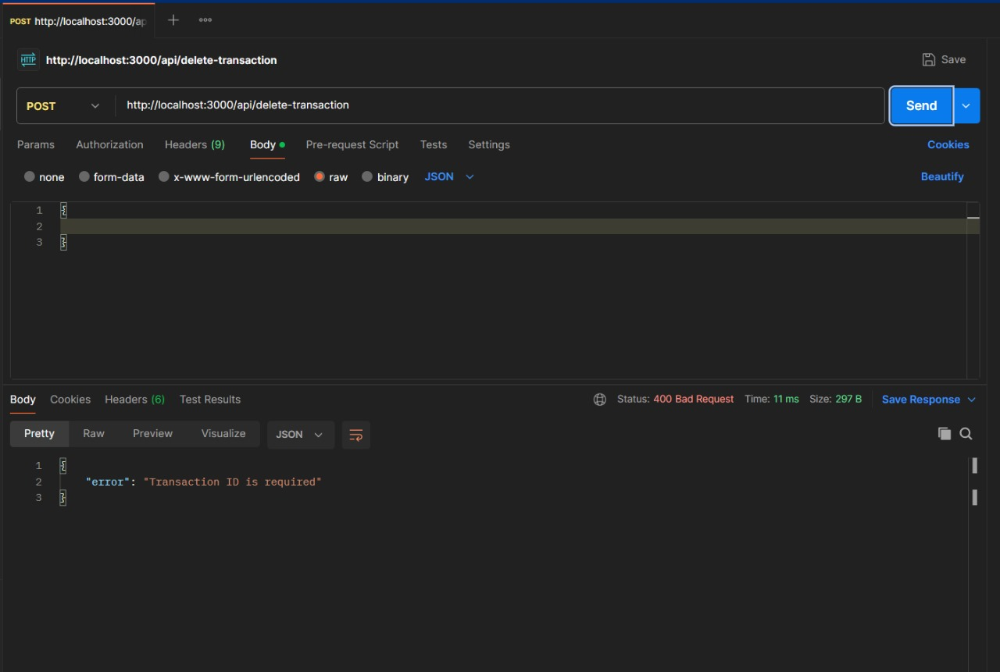 POST http://localhost:3000/ap
HTTP http://localhost:3000/api/delete-transaction
Save
POST http://localhost:3000/api/delete-transaction
Send
Params Authorization Headers (9) Body Pre-request Script Tests Settings Cookies
none form-data x-www-form-urlencoded raw binary JSON Beautify
1 {
2
3 }
Body Cookies Headers (6) Test Results Status: 400 Bad Request Time: 11 ms Size: 297 B Save Response
Pretty Raw Preview Visualize JSON
1 {
2 "error": "Transaction ID is required"
3 }